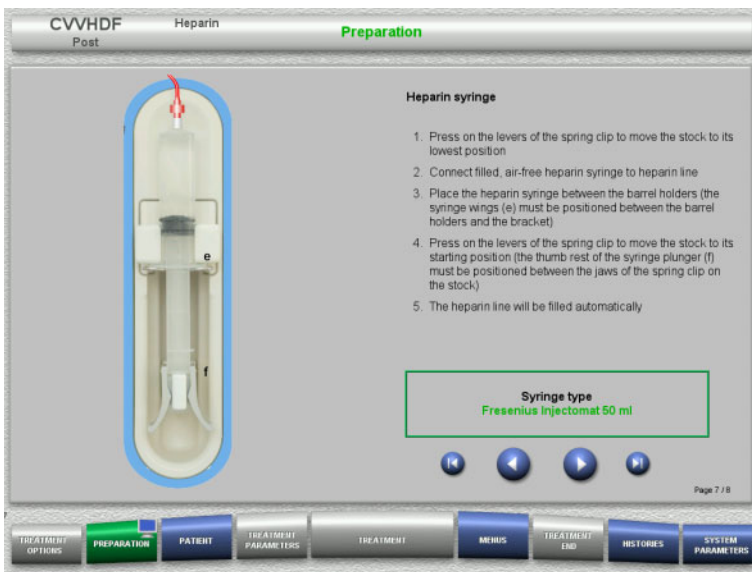 CVVHDF Heparin
Post
Preparation
Heparin syringe
1. Press on the levers of the spring clip to move the stock to its
lowest position
2. Connect filled, air-free heparin syringe to heparin line
3. Place the heparin syringe between the barrel holders (the
syringe wings (e) must be positioned between the barrel
holders and the bracket)
4. Press on the levers of the spring clip to move the stock to its
starting position (the thumb rest of the syringe plunger (f)
must be positioned between the jaws of the spring clip on
the stock)
5. The heparin line will be filled automatically
e
f
Syringe type
Fresenius Injectomat 50 ml
Page 7 / 8
TREATMENT
OPTIONS
PREPARATION
PATIENT
TREATMENT
PARAMETERS
TREATMENT
MENUS
TREATMENT
END
HISTORIES
SYSTEM
PARAMETERS